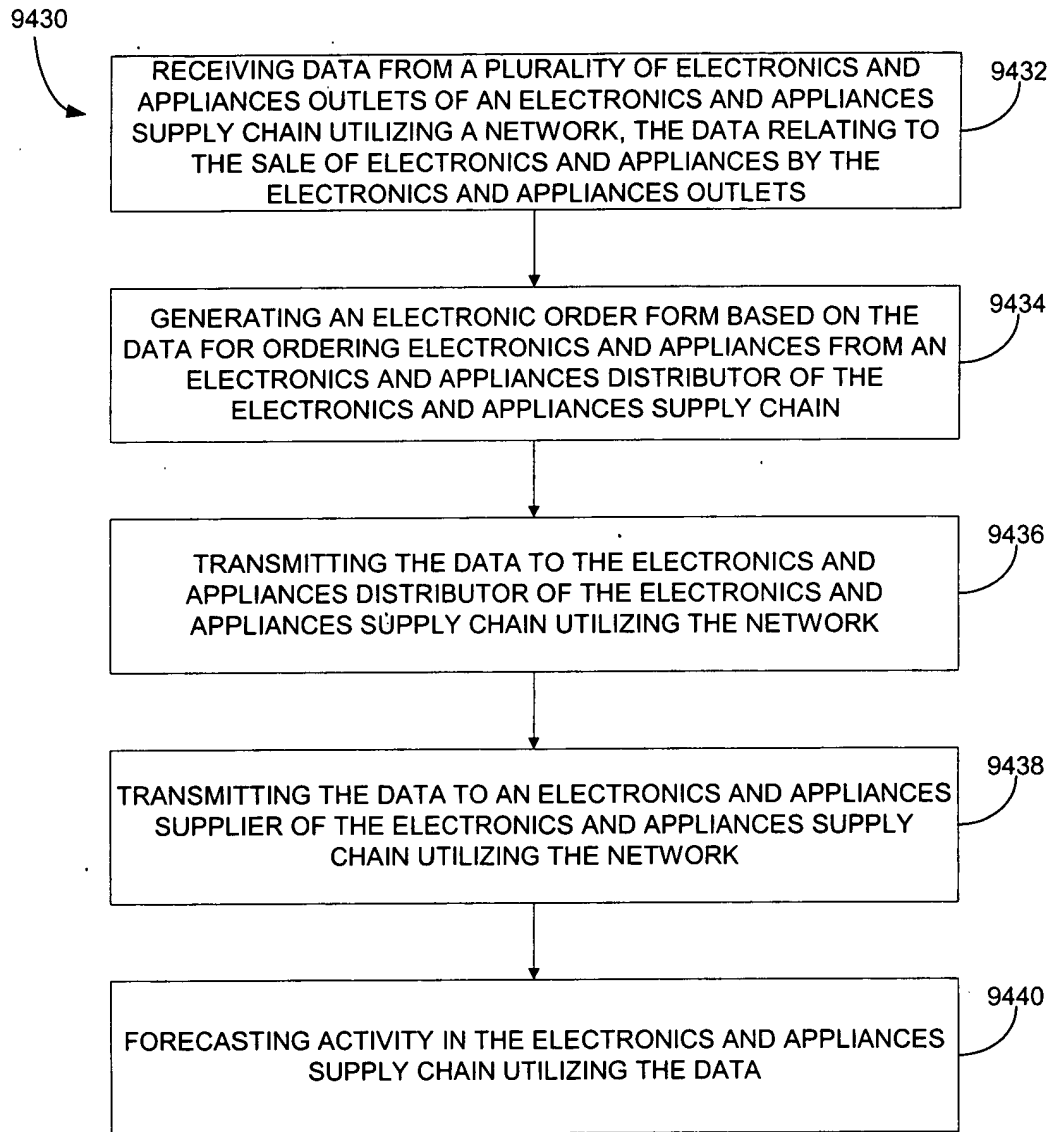 9430
RECEIVING DATA FROM A PLURALITY OF ELECTRONICS AND
APPLIANCES OUTLETS OF AN ELECTRONICS AND APPLIANCES
SUPPLY CHAIN UTILIZING A NETWORK, THE DATA RELATING TO
THE SALE OF ELECTRONICS AND APPLIANCES BY THE
ELECTRONICS AND APPLIANCES OUTLETS
9432
GENERATING AN ELECTRONIC ORDER FORM BASED ON THE
DATA FOR ORDERING ELECTRONICS AND APPLIANCES FROM AN
ELECTRONICS AND APPLIANCES DISTRIBUTOR OF THE
ELECTRONICS AND APPLIANCES SUPPLY CHAIN
9434
TRANSMITTING THE DATA TO THE ELECTRONICS AND
APPLIANCES DISTRIBUTOR OF THE ELECTRONICS AND
APPLIANCES SUPPLY CHAIN UTILIZING THE NETWORK
9436
TRANSMITTING THE DATA TO AN ELECTRONICS AND APPLIANCES
SUPPLIER OF THE ELECTRONICS AND APPLIANCES SUPPLY
CHAIN UTILIZING THE NETWORK
9438
FORECASTING ACTIVITY IN THE ELECTRONICS AND APPLIANCES
SUPPLY CHAIN UTILIZING THE DATA
9440